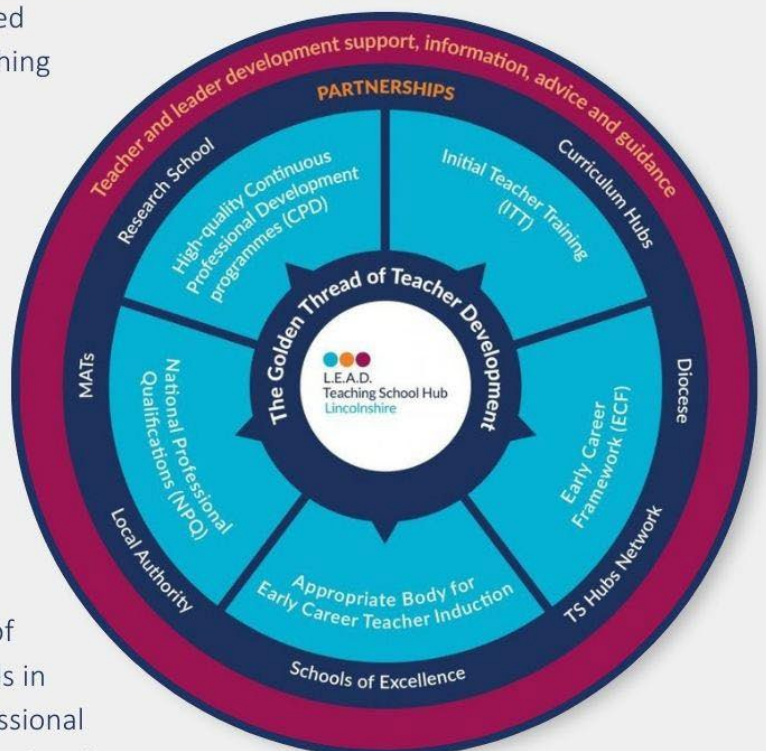 ed
hing
Teacher and leader development support, information, advice and guidance
PARTNERSHIPS
Research School
Curriculum Hubs
Diocese
TS Hubs Network
Schools of Excellence
Local Authority
MATs
High-quality Continuous
Professional Development
programmes (CPD)
Initial Teacher Training
(ITT)
Early Career
Framework (ECF)
Appropriate Body for
Early Career Teacher Induction
National Professional
Qualifications (NPQ)
The Golden Thread of Teacher Development
L.E.A.D.
Teaching School Hub
Lincolnshire
of
ls in
essional